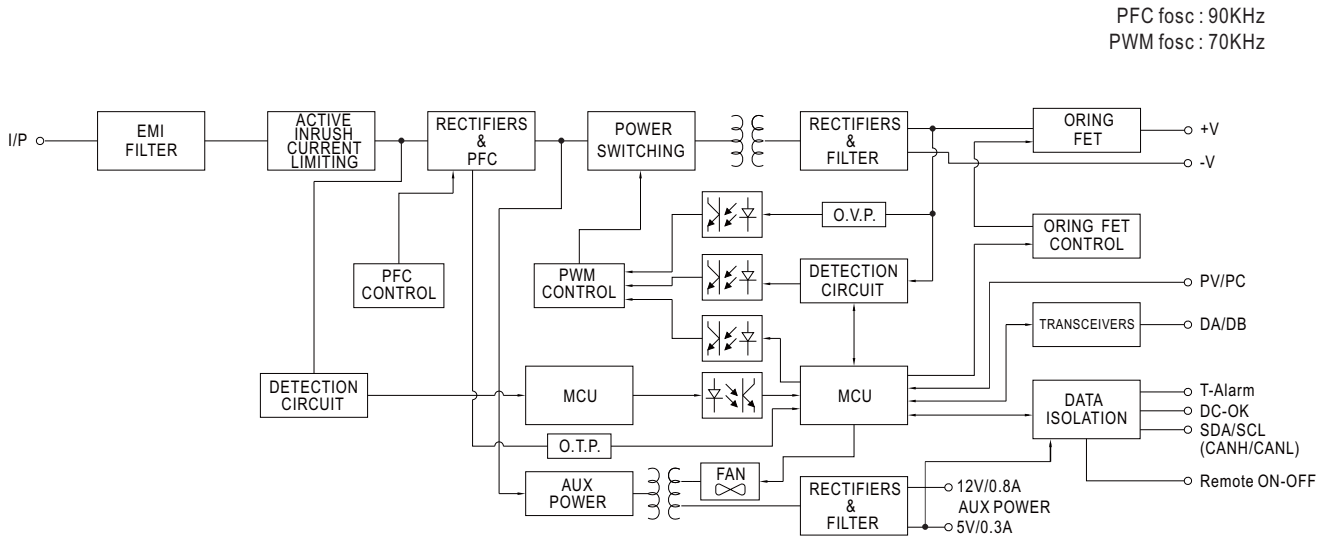 PFC fosc : 90KHz
PWM fosc : 70KHz
I/P
EMI
FILTER
ACTIVE
INRUSH
CURRENT
LIMITING
RECTIFIERS
&
PFC
POWER
SWITCHING
RECTIFIERS
&
FILTER
ORING
FET
+V
-V
O.V.P.
ORING FET
CONTROL
PFC
CONTROL
PWM
CONTROL
DETECTION
CIRCUIT
PV/PC
TRANSCEIVERS
DA/DB
DETECTION
CIRCUIT
MCU
MCU
DATA
ISOLATION
T-Alarm
DC-OK
SDA/SCL
(CANH/CANL)
O.T.P.
Remote ON-OFF
AUX
POWER
FAN
RECTIFIERS
&
FILTER
12V/0.8A
AUX POWER
5V/0.3A